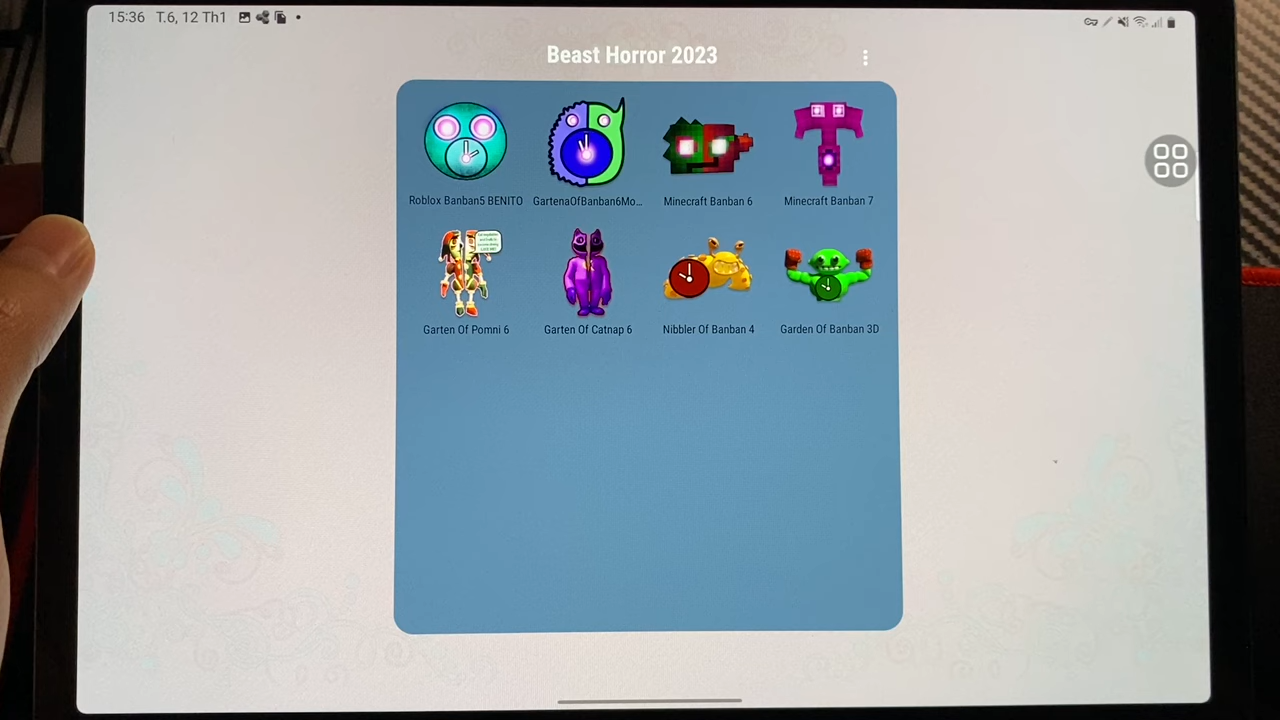 15:36 T.6, 12 Th1
Beast Horror 2023
Roblox Banban5 BENITO
GartenaOfBanban6Mo...
Minecraft Banban 6
Minecraft Banban 7
Garten Of Pomni 6
Garten Of Catnap 6
Nibbler Of Banban 4
Garden Of Banban 3D